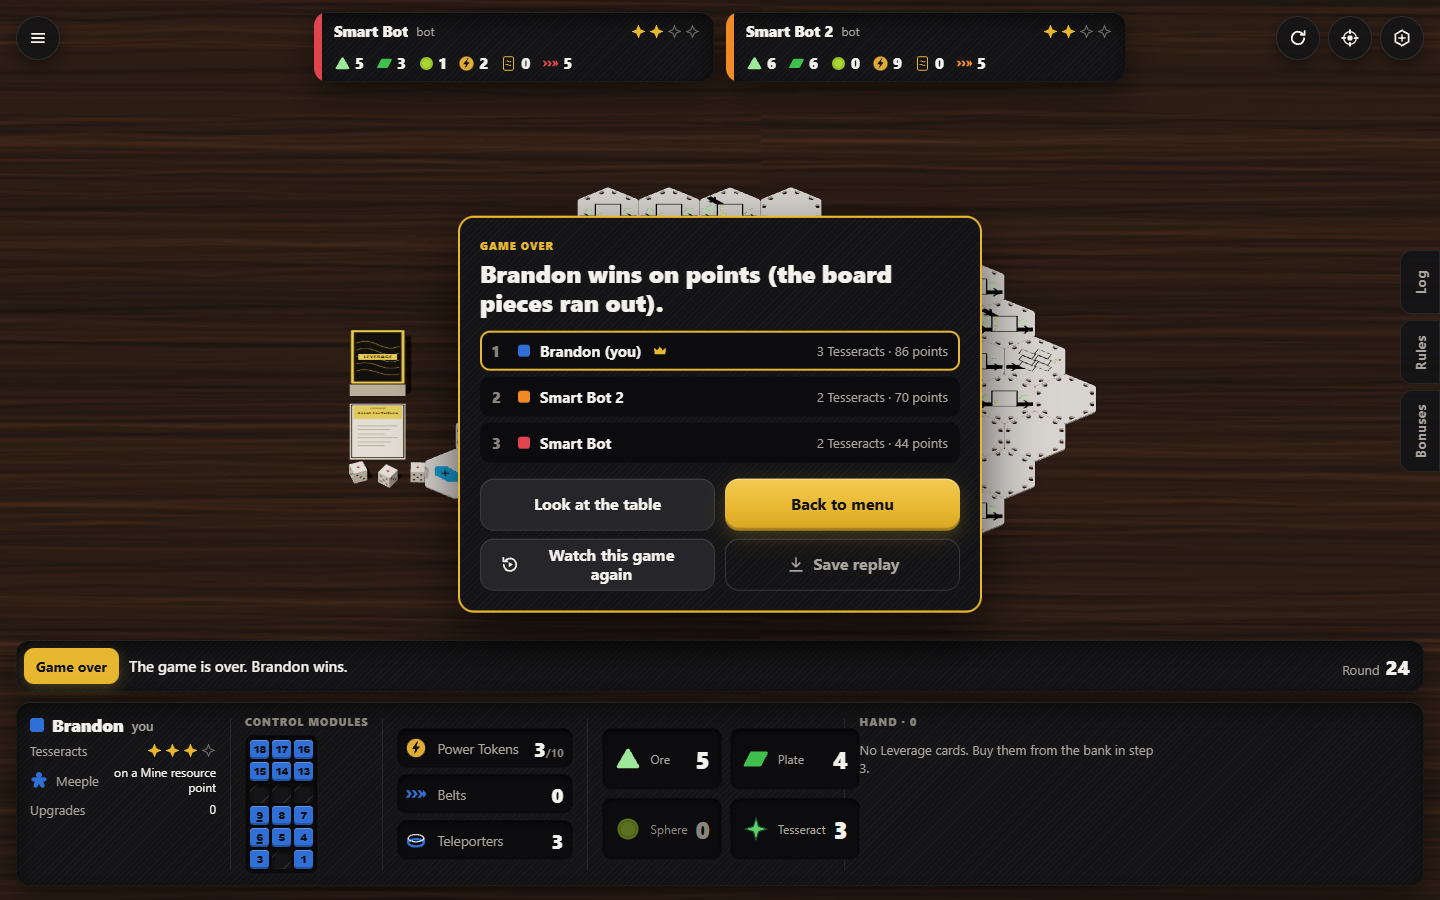 Smart Bot bot
5 3 1 2 0 5
Smart Bot 2 bot
6 6 0 9 0 5
GAME OVER
Brandon wins on points (the board
pieces ran out).
1 Brandon (you) 3 Tesseracts · 86 points
2 Smart Bot 2 2 Tesseracts · 70 points
3 Smart Bot 2 Tesseracts · 44 points
Look at the table
Back to menu
Watch this game
again
Save replay
LEVERAGE
Log
Rules
Bonuses
Game over The game is over. Brandon wins. Round 24
Brandon you
Tesseracts
Meeple on a Mine resource
point
Upgrades 0
CONTROL MODULES
18 17 16
15 14 13
9 8 7
6 5 4
3 1
Power Tokens 3/10
Belts 0
Teleporters 3
Ore 5
Plate 4
Sphere 0
Tesseract 3
HAND · 0
No Leverage cards. Buy them from the bank in step
3.